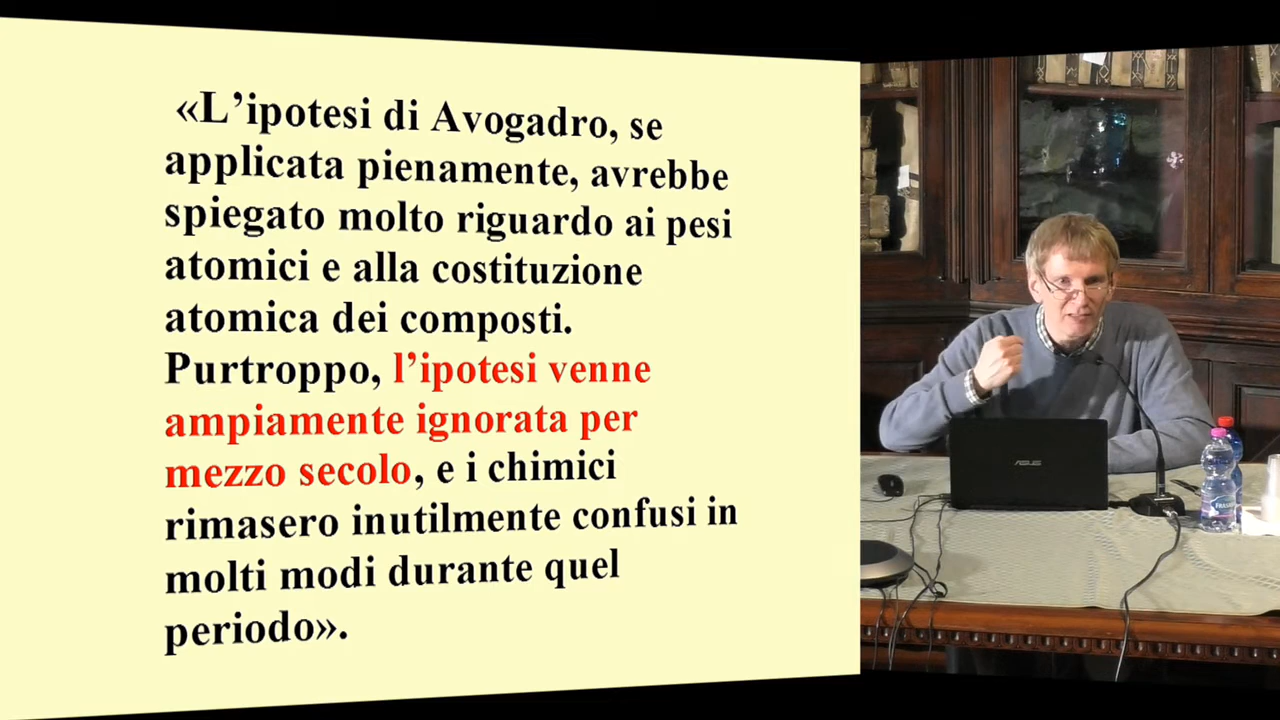 «L’ipotesi di Avogadro, se
applicata pienamente, avrebbe
spiegato molto riguardo ai pesi
atomici e alla costituzione
atomica dei composti.
Purtroppo, l’ipotesi venne
ampiamente ignorata per
mezzo secolo, e i chimici
rimasero inutilmente confusi in
molti modi durante quel
periodo».
ASUS